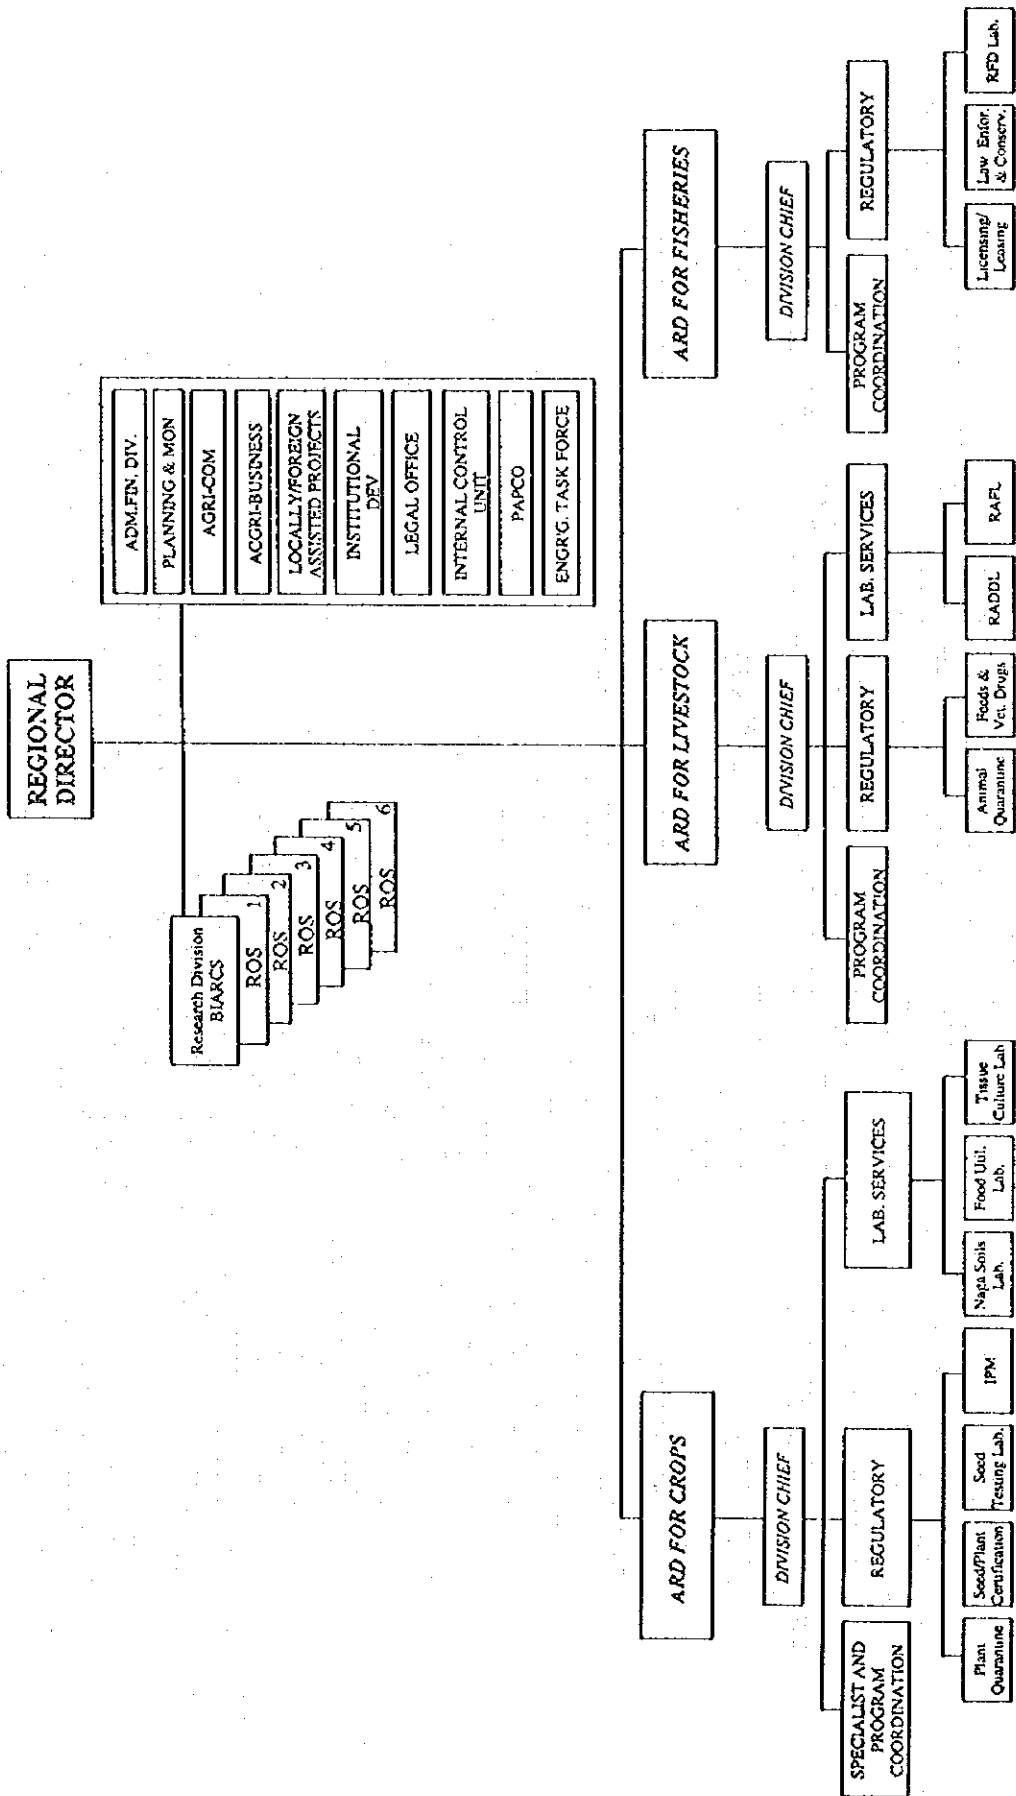 REGIONAL
DIRECTOR
Research Division
BIARCS
ROS 1
ROS 2
ROS 3
ROS 4
ROS 5
ROS 6
ADM.FIN. DIV.
PLANNING & MON
AGRI-COM
ACGRI-BUSINESS
LOCALLY/FOREIGN
ASSISTED PROJECTS
INSTITUTIONAL
DEV
LEGAL OFFICE
INTERNAL CONTROL
UNIT
PAPCO
ENGR'G. TASK FORCE
ARD FOR CROPS
DIVISION CHIEF
SPECIALIST AND
PROGRAM
COORDINATION
REGULATORY
LAB. SERVICES
Plant
Quarantine
Seed/Plant
Certification
Seed
Testing Lab.
IPM
Naga Soils
Lab.
Food Util.
Lab.
Tissue
Culture Lab
ARD FOR LIVESTOCK
DIVISION CHIEF
PROGRAM
COORDINATION
REGULATORY
LAB. SERVICES
Animal
Quarantine
Feeds &
Vet. Drugs
RADDL
RAFL
ARD FOR FISHERIES
DIVISION CHIEF
PROGRAM
COORDINATION
REGULATORY
Licensing/
Leasing
Law Enfor.
& Conserv.
RFD Lab.